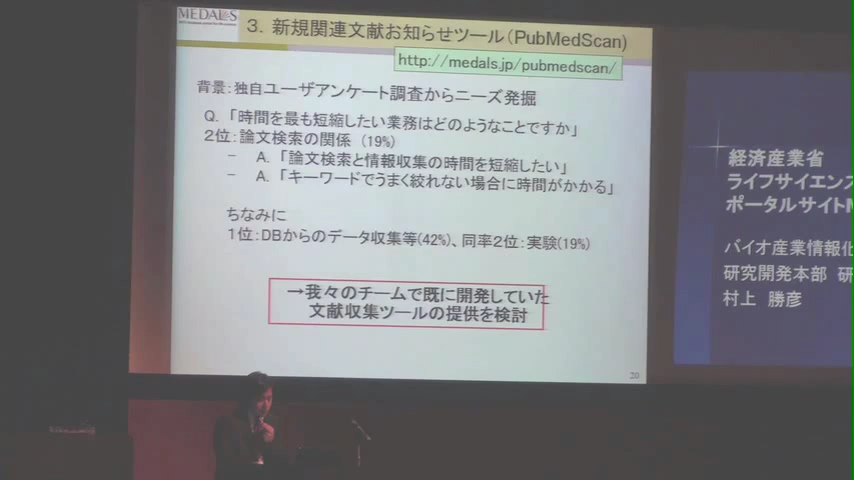 MEDALS
3. 新規関連文献お知らせツール(PubMedScan)
http://medals.jp/pubmedscan/
背景:独自ユーザアンケート調査からニーズ発掘
Q. 「時間を最も短縮したい業務はどのようなことですか」
2位:論文検索の関係 (19%)
- A. 「論文検索と情報収集の時間を短縮したい」
- A. 「キーワードでうまく絞れない場合に時間がかかる」
ちなみに
1位:DBからのデータ収集等(42%)、同率2位:実験(19%)
→我々のチームで既に開発していた
文献収集ツールの提供を検討
20
経済産業省
ライフサイエンス
ポータルサイトM
バイオ産業情報化
研究開発本部 研
村上 勝彦